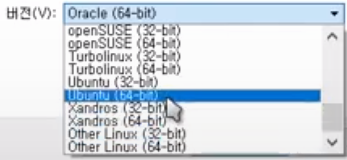 버전(V): Oracle (64-bit)
openSUSE (32-bit)
openSUSE (64-bit)
Turbolinux (32-bit)
Turbolinux (64-bit)
Ubuntu (32-bit)
Ubuntu (64-bit)
Xandros (32-bit)
Xandros (64-bit)
Other Linux (32-bit)
Other Linux (64-bit)